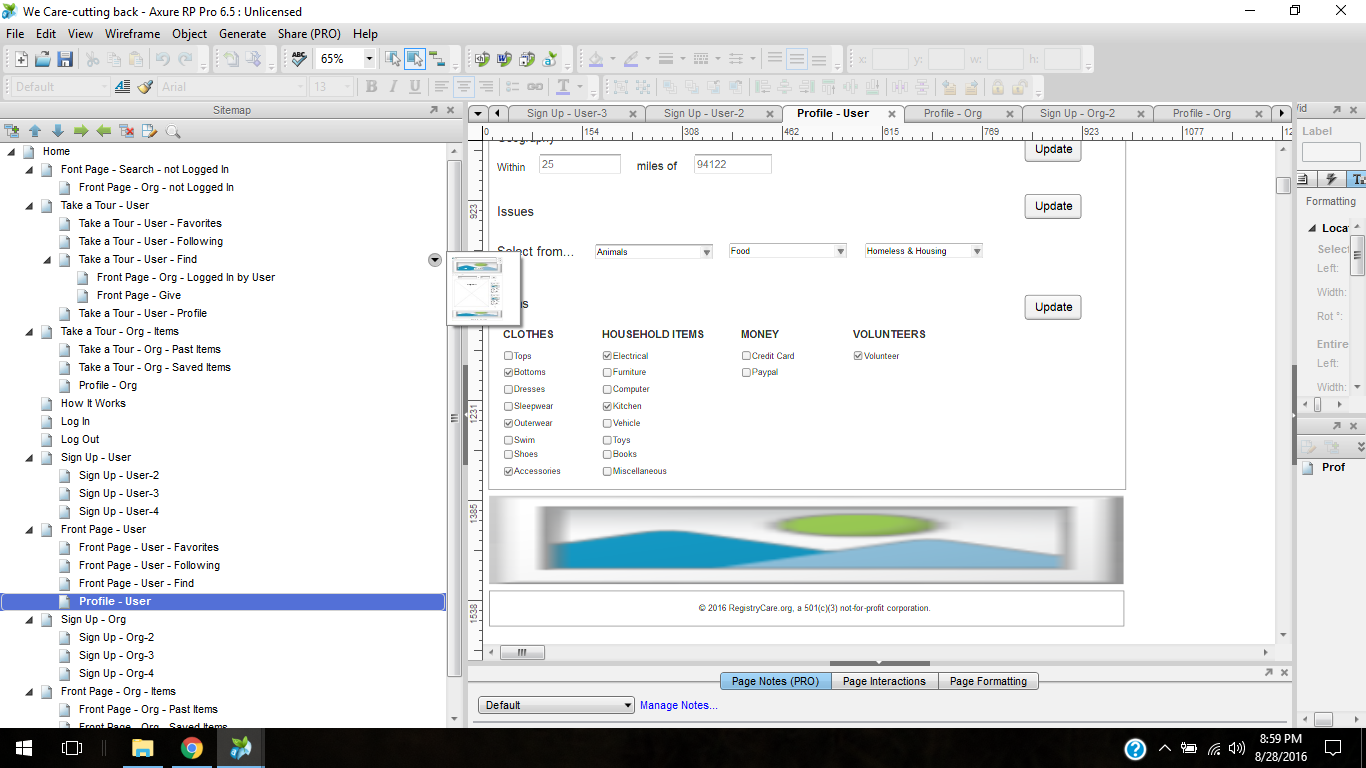 We Care-cutting back - Axure RP Pro 6.5 : Unlicensed
File Edit View Wireframe Object Generate Share (PRO) Help
65% x: y: w: h:
Default Arial 13 B I U
Sitemap
Home
Font Page - Search - not Logged In
Front Page - Org - not Logged In
Take a Tour - User
Take a Tour - User - Favorites
Take a Tour - User - Following
Take a Tour - User - Find
Front Page - Org - Logged In by User
Front Page - Give
Take a Tour - User - Profile
Take a Tour - Org - Items
Take a Tour - Org - Past Items
Take a Tour - Org - Saved Items
Profile - Org
How It Works
Log In
Log Out
Sign Up - User
Sign Up - User-2
Sign Up - User-3
Sign Up - User-4
Front Page - User
Front Page - User - Favorites
Front Page - User - Following
Front Page - User - Find
Profile - User
Sign Up - Org
Sign Up - Org-2
Sign Up - Org-3
Sign Up - Org-4
Front Page - Org - Items
Front Page - Org - Past Items
Front Page - Org - Saved Items
Sign Up - User-3 Sign Up - User-2 Profile - User Profile - Org Sign Up - Org-2 Profile - Org
0 154 308 462 615 769 923 1077
923
1231
1385
1538
Update
Within 25 miles of 94122
Issues Update
Select from... Animals Food Homeless & Housing
Update
CLOTHES HOUSEHOLD ITEMS MONEY VOLUNTEERS
Tops Electrical Credit Card Volunteer
Bottoms Furniture Paypal
Dresses Computer
Sleepwear Kitchen
Outerwear Vehicle
Swim Toys
Shoes Books
Accessories Miscellaneous
© 2016 RegistryCare.org, a 501(c)(3) not-for-profit corporation.
Page Notes (PRO) Page Interactions Page Formatting
Default Manage Notes...
Label
Formatting
Loca
Select
Left:
Width:
Rot °:
Entire
Left:
Width:
Prof
8:59 PM
8/28/2016